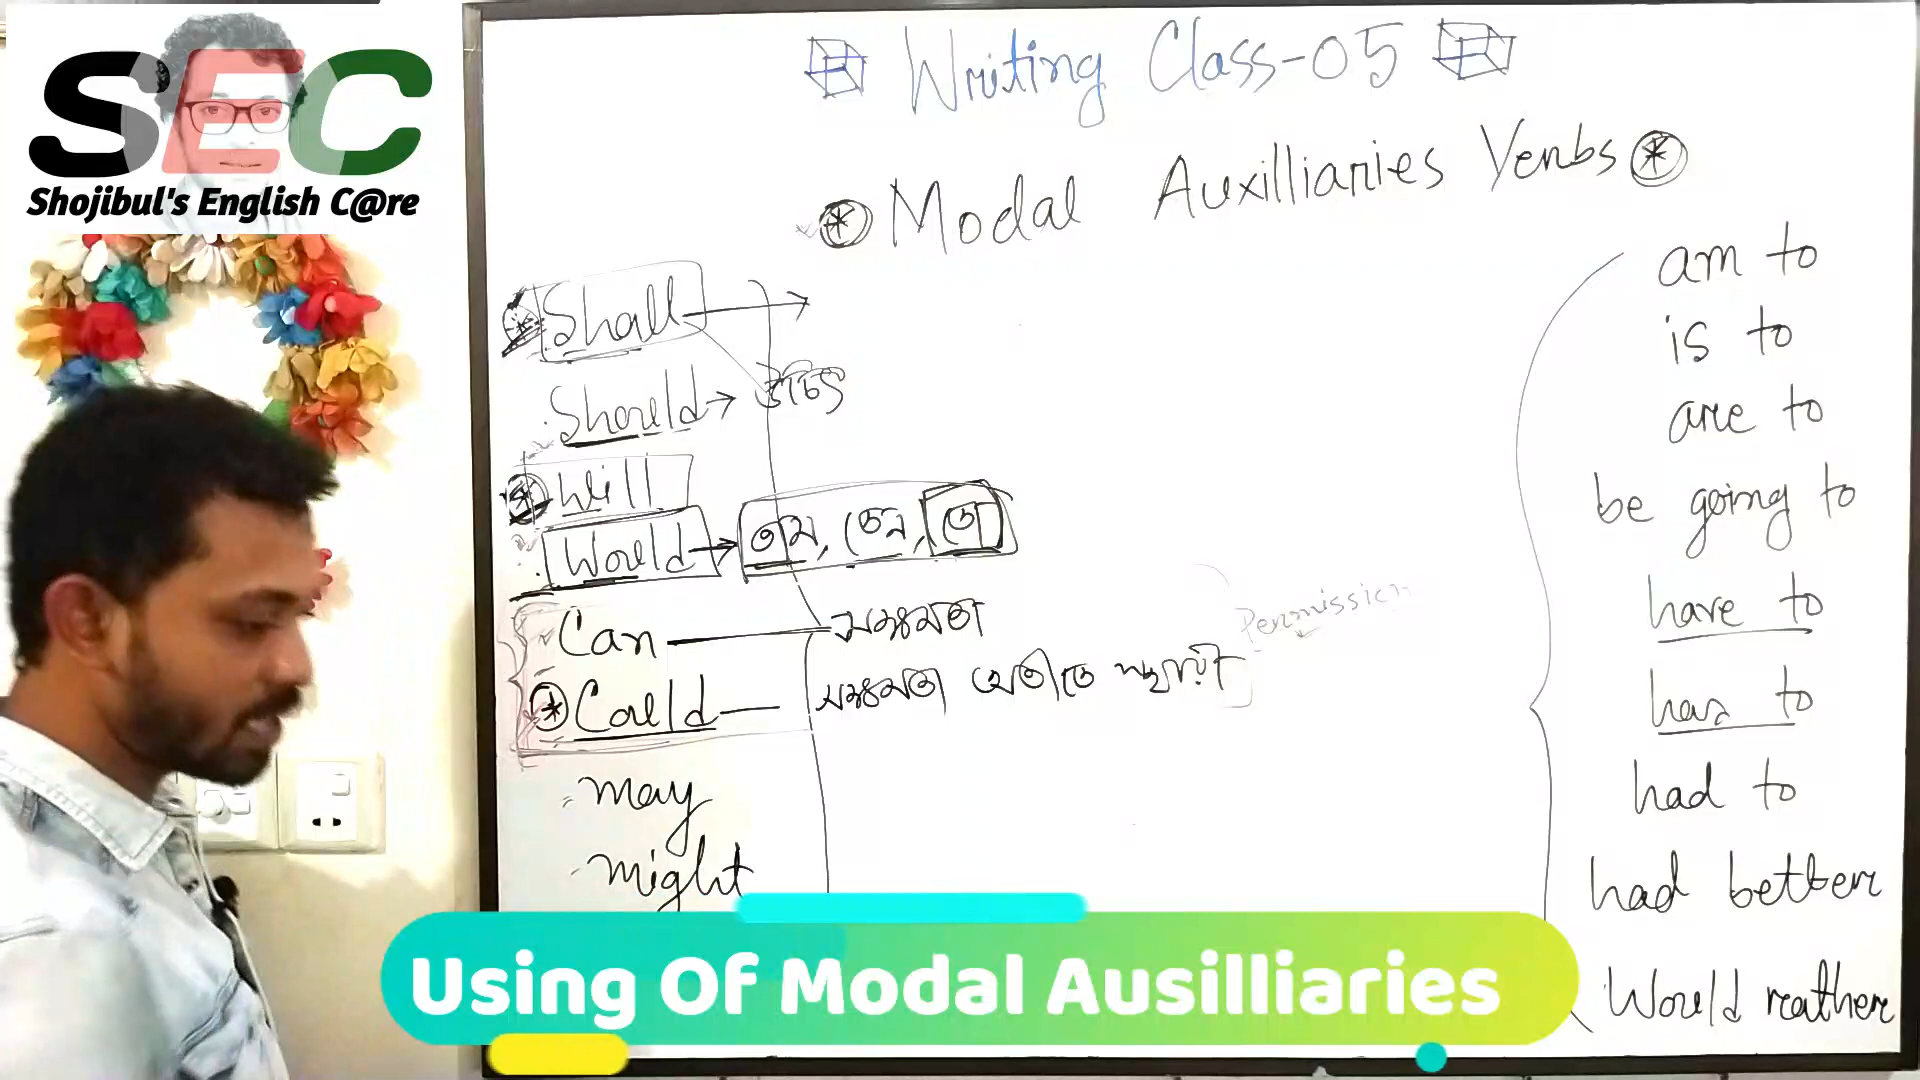 SEC
Shojibul's English C@re
Writing Class-05
Modal Auxilliaries Verbs
Shall
Should → উচিৎ
Will
Would → তাম, তেন, তে
Can — সক্ষমতা
Could — সক্ষমতা অতীতে
Permission
may
might
am to
is to
are to
be going to
have to
has to
had to
had better
Would reather
Using Of Modal Ausilliaries